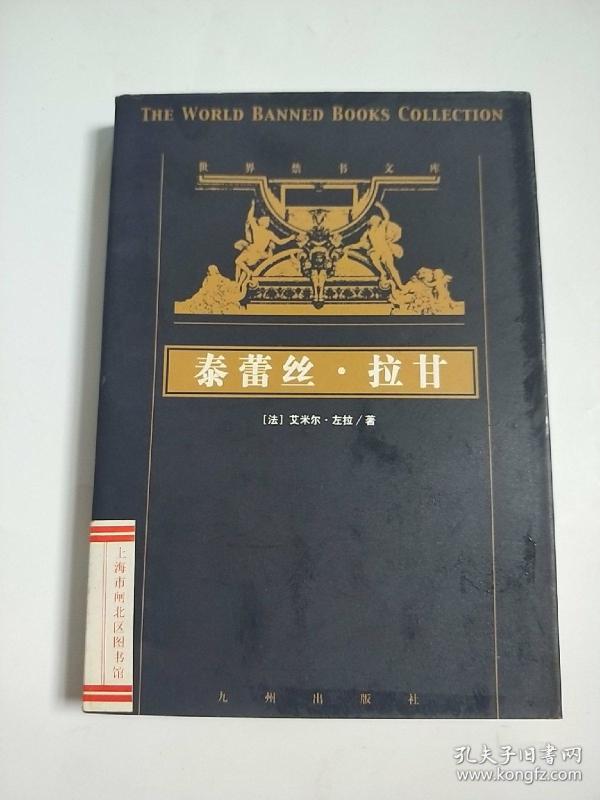 THE WORLD BANNED BOOKS COLLECTION
世界禁书文库
泰蕾丝·拉甘
[法] 艾米尔·左拉/著
上海市闸北区图书馆
九州出版社
孔夫子旧书网
www.kongfz.com